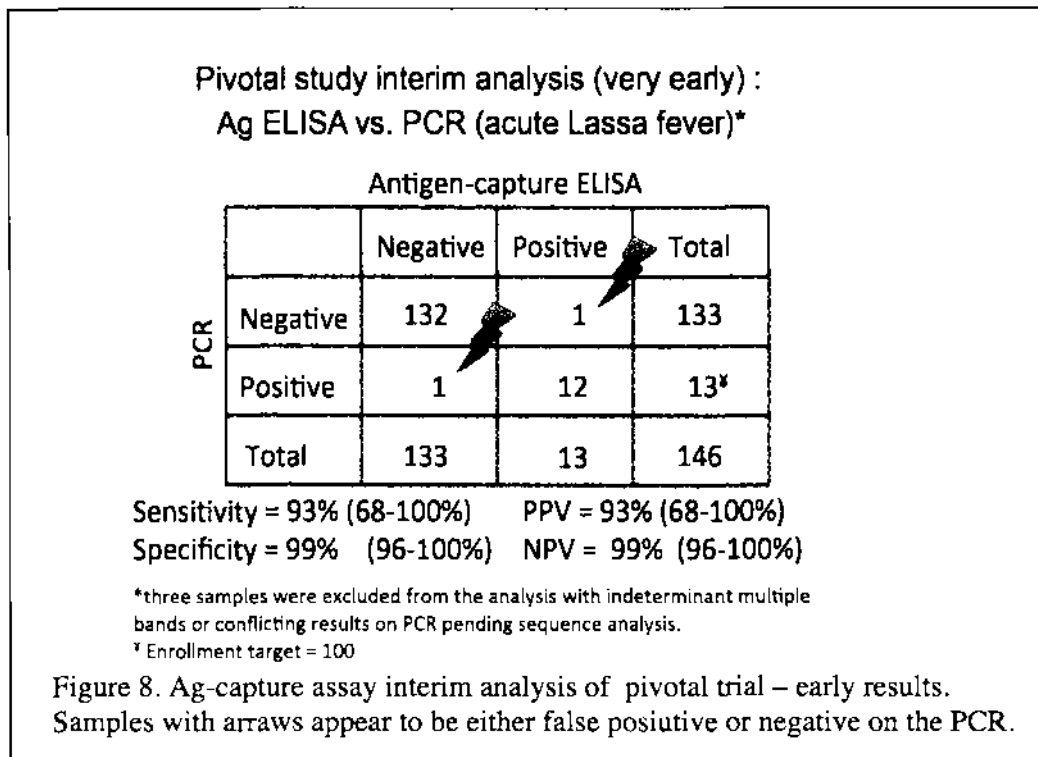 Pivotal study interim analysis (very early) :
Ag ELISA vs. PCR (acute Lassa fever)*
Antigen-capture ELISA
Negative Positive Total
PCR
Negative 132 1 133
Positive 1 12 13¥
Total 133 13 146
Sensitivity = 93% (68-100%) PPV = 93% (68-100%)
Specificity = 99% (96-100%) NPV = 99% (96-100%)
*three samples were excluded from the analysis with indeterminant multiple
bands or conflicting results on PCR pending sequence analysis.
¥ Enrollment target = 100
Figure 8. Ag-capture assay interim analysis of pivotal trial – early results.
Samples with arraws appear to be either false posiutive or negative on the PCR.